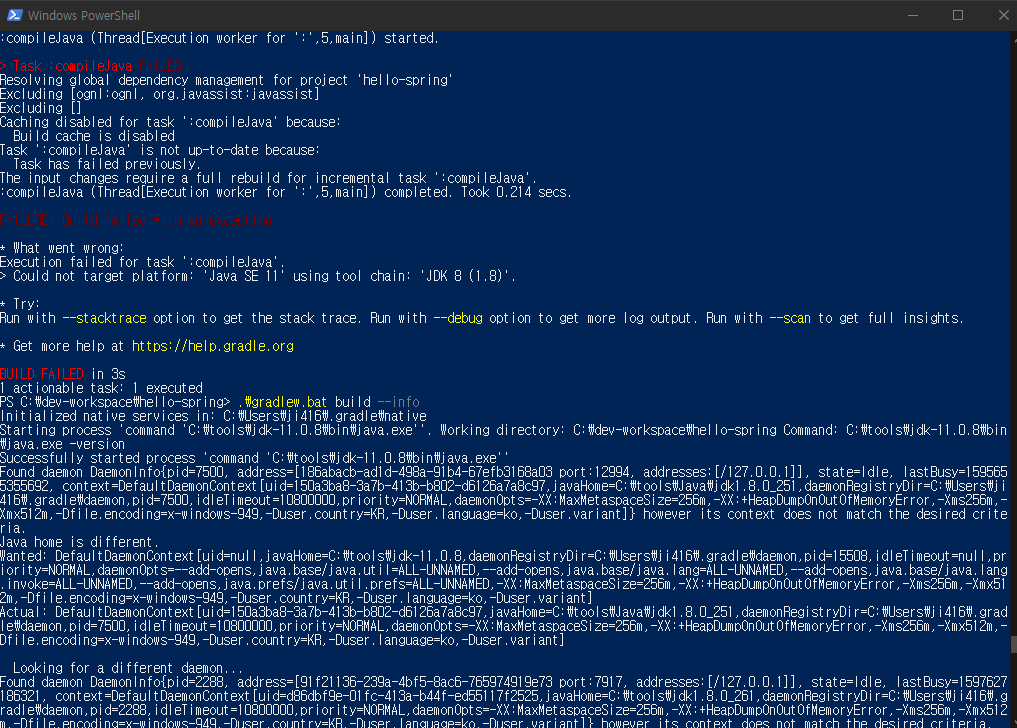 Windows PowerShell
:compileJava (Thread[Execution worker for ':',5,main]) started.
> Task :compileJava FAILED
Resolving global dependency management for project 'hello-spring'
Excluding [ognl:ognl, org.javassist:javassist]
Excluding []
Caching disabled for task ':compileJava' because:
  Build cache is disabled
Task ':compileJava' is not up-to-date because:
  Task has failed previously.
The input changes require a full rebuild for incremental task ':compileJava'.
:compileJava (Thread[Execution worker for ':',5,main]) completed. Took 0.214 secs.
FAILURE: Build failed with an exception
* What went wrong:
Execution failed for task ':compileJava'.
> Could not target platform: 'Java SE 11' using tool chain: 'JDK 8 (1.8)'.
* Try:
Run with --stacktrace option to get the stack trace. Run with --debug option to get more log output. Run with --scan to get full insights.
* Get more help at https://help.gradle.org
BUILD FAILED in 3s
1 actionable task: 1 executed
PS C:₩dev-workspace₩hello-spring> .₩gradlew.bat build --info
Initialized native services in: C:₩Users₩ji416₩.gradle₩native
Starting process 'command 'C:₩tools₩jdk-11.0.8₩bin₩java.exe''. Working directory: C:₩dev-workspace₩hello-spring Command: C:₩tools₩jdk-11.0.8₩bin
₩java.exe -version
Successfully started process 'command 'C:₩tools₩jdk-11.0.8₩bin₩java.exe''
Found daemon DaemonInfo{pid=7500, address=[186abacb-ad1d-498a-91b4-67efb3168a03 port:12994, addresses:[/127.0.0.1]], state=Idle, lastBusy=159565
5355692, context=DefaultDaemonContext[uid=150a3ba8-3a7b-413b-b802-d6126a7a8c97,javaHome=C:₩tools₩Java₩jdk1.8.0_251,daemonRegistryDir=C:₩Users₩ji
416₩.gradle₩daemon,pid=7500,idleTimeout=10800000,priority=NORMAL,daemonOpts=-XX:MaxMetaspaceSize=256m,-XX:+HeapDumpOnOutOfMemoryError,-Xms256m,-
Xmx512m,-Dfile.encoding=x-windows-949,-Duser.country=KR,-Duser.language=ko,-Duser.variant]} however its context does not match the desired crite
ria.
Java home is different.
Wanted: DefaultDaemonContext[uid=null,javaHome=C:₩tools₩jdk-11.0.8,daemonRegistryDir=C:₩Users₩ji416₩.gradle₩daemon,pid=15508,idleTimeout=null,pr
iority=NORMAL,daemonOpts=--add-opens,java.base/java.util=ALL-UNNAMED,--add-opens,java.base/java.lang=ALL-UNNAMED,--add-opens,java.base/java.lang
.invoke=ALL-UNNAMED,--add-opens,java.prefs/java.util.prefs=ALL-UNNAMED,-XX:MaxMetaspaceSize=256m,-XX:+HeapDumpOnOutOfMemoryError,-Xms256m,-Xmx51
2m,-Dfile.encoding=x-windows-949,-Duser.country=KR,-Duser.language=ko,-Duser.variant]
Actual: DefaultDaemonContext[uid=150a3ba8-3a7b-413b-b802-d6126a7a8c97,javaHome=C:₩tools₩Java₩jdk1.8.0_251,daemonRegistryDir=C:₩Users₩ji416₩.grad
le₩daemon,pid=7500,idleTimeout=10800000,priority=NORMAL,daemonOpts=-XX:MaxMetaspaceSize=256m,-XX:+HeapDumpOnOutOfMemoryError,-Xms256m,-Xmx512m,-
Dfile.encoding=x-windows-949,-Duser.country=KR,-Duser.language=ko,-Duser.variant]
  Looking for a different daemon...
Found daemon DaemonInfo{pid=2288, address=[91f21136-239a-4bf5-8ac6-765974919e73 port:7917, addresses:[/127.0.0.1]], state=Idle, lastBusy=1597627
186321, context=DefaultDaemonContext[uid=d86dbf9e-01fc-413a-b44f-ed55117f2525,javaHome=C:₩tools₩jdk1.8.0_261,daemonRegistryDir=C:₩Users₩ji416₩.g
radle₩daemon,pid=2288,idleTimeout=10800000,priority=NORMAL,daemonOpts=-XX:MaxMetaspaceSize=256m,-XX:+HeapDumpOnOutOfMemoryError,-Xms256m,-Xmx512
m,-Dfile.encoding=x-windows-949,-Duser.country=KR,-Duser.language=ko,-Duser.variant]} however its context does not match the desired criteria.